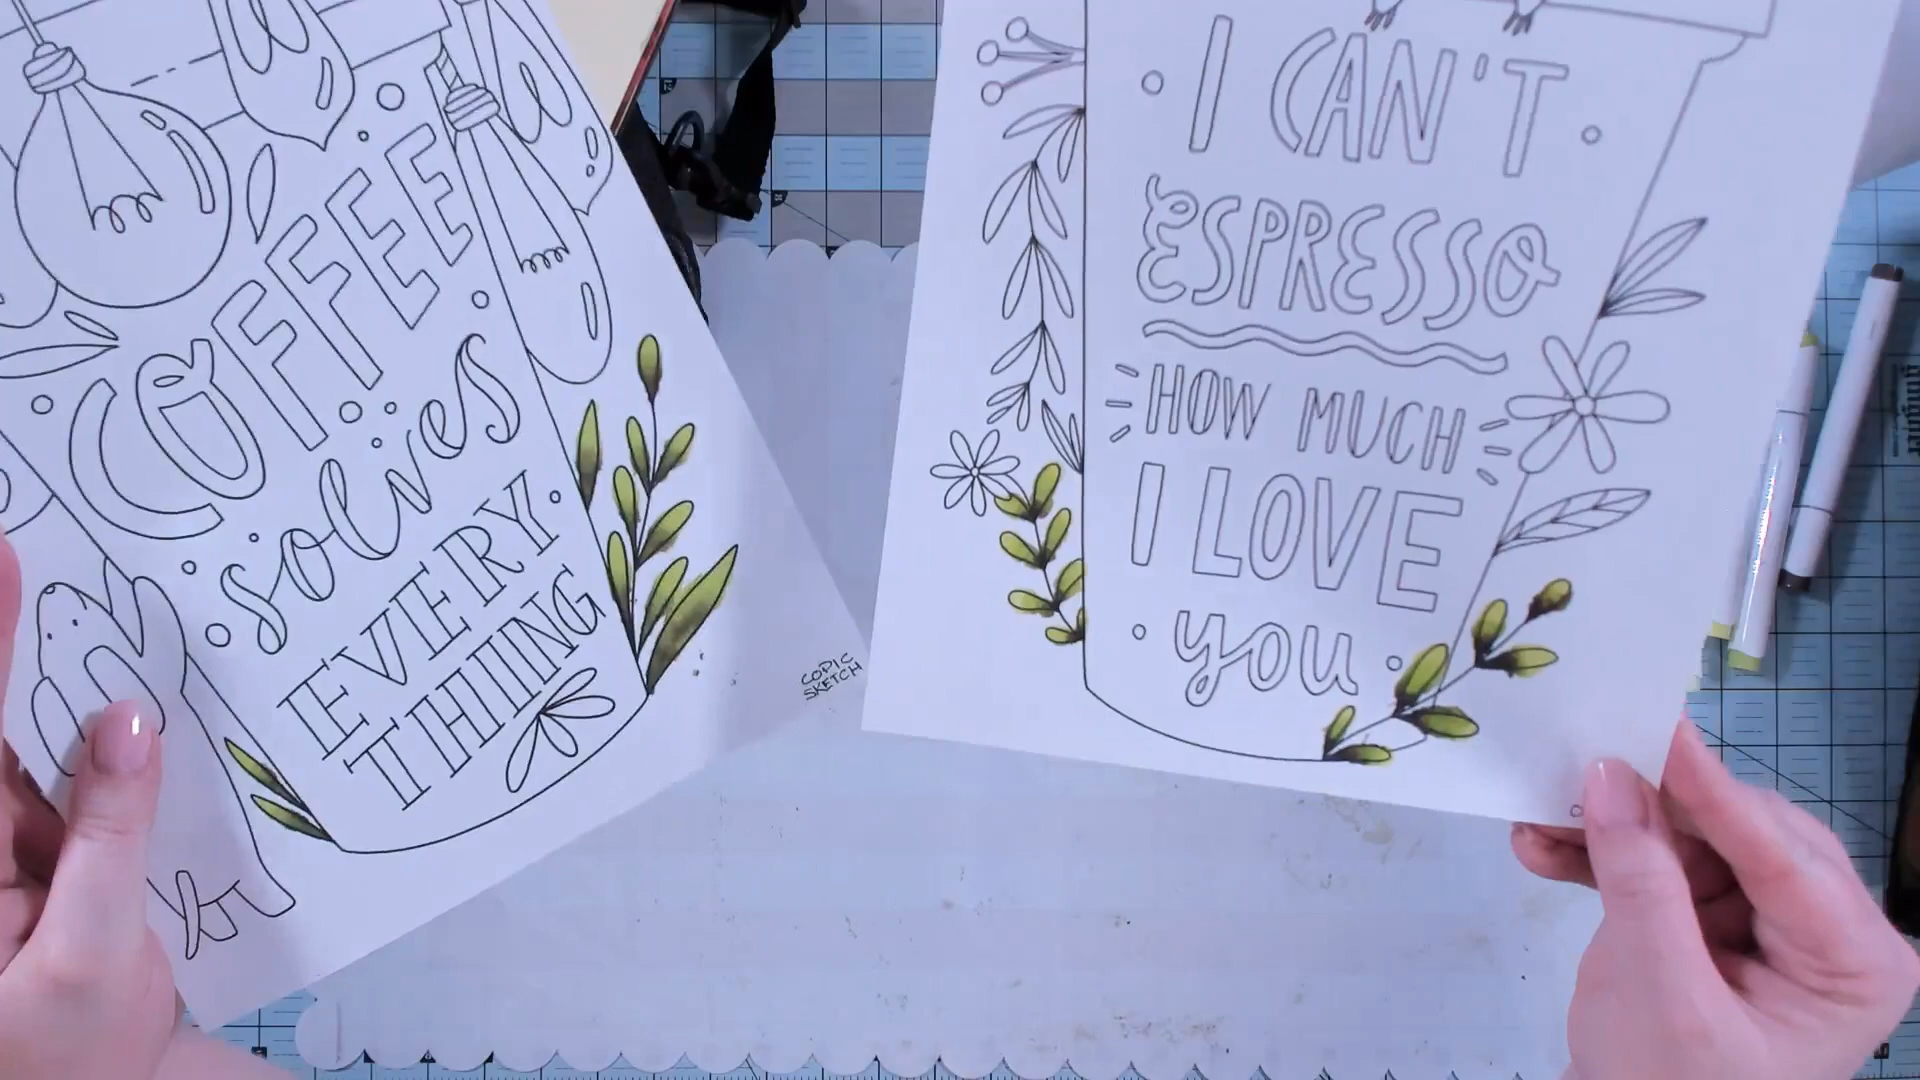 COFFEE
solves
EVERY
THING
COPIC
SKETCH
I CAN'T
ESPRESSO
HOW MUCH
I LOVE
you